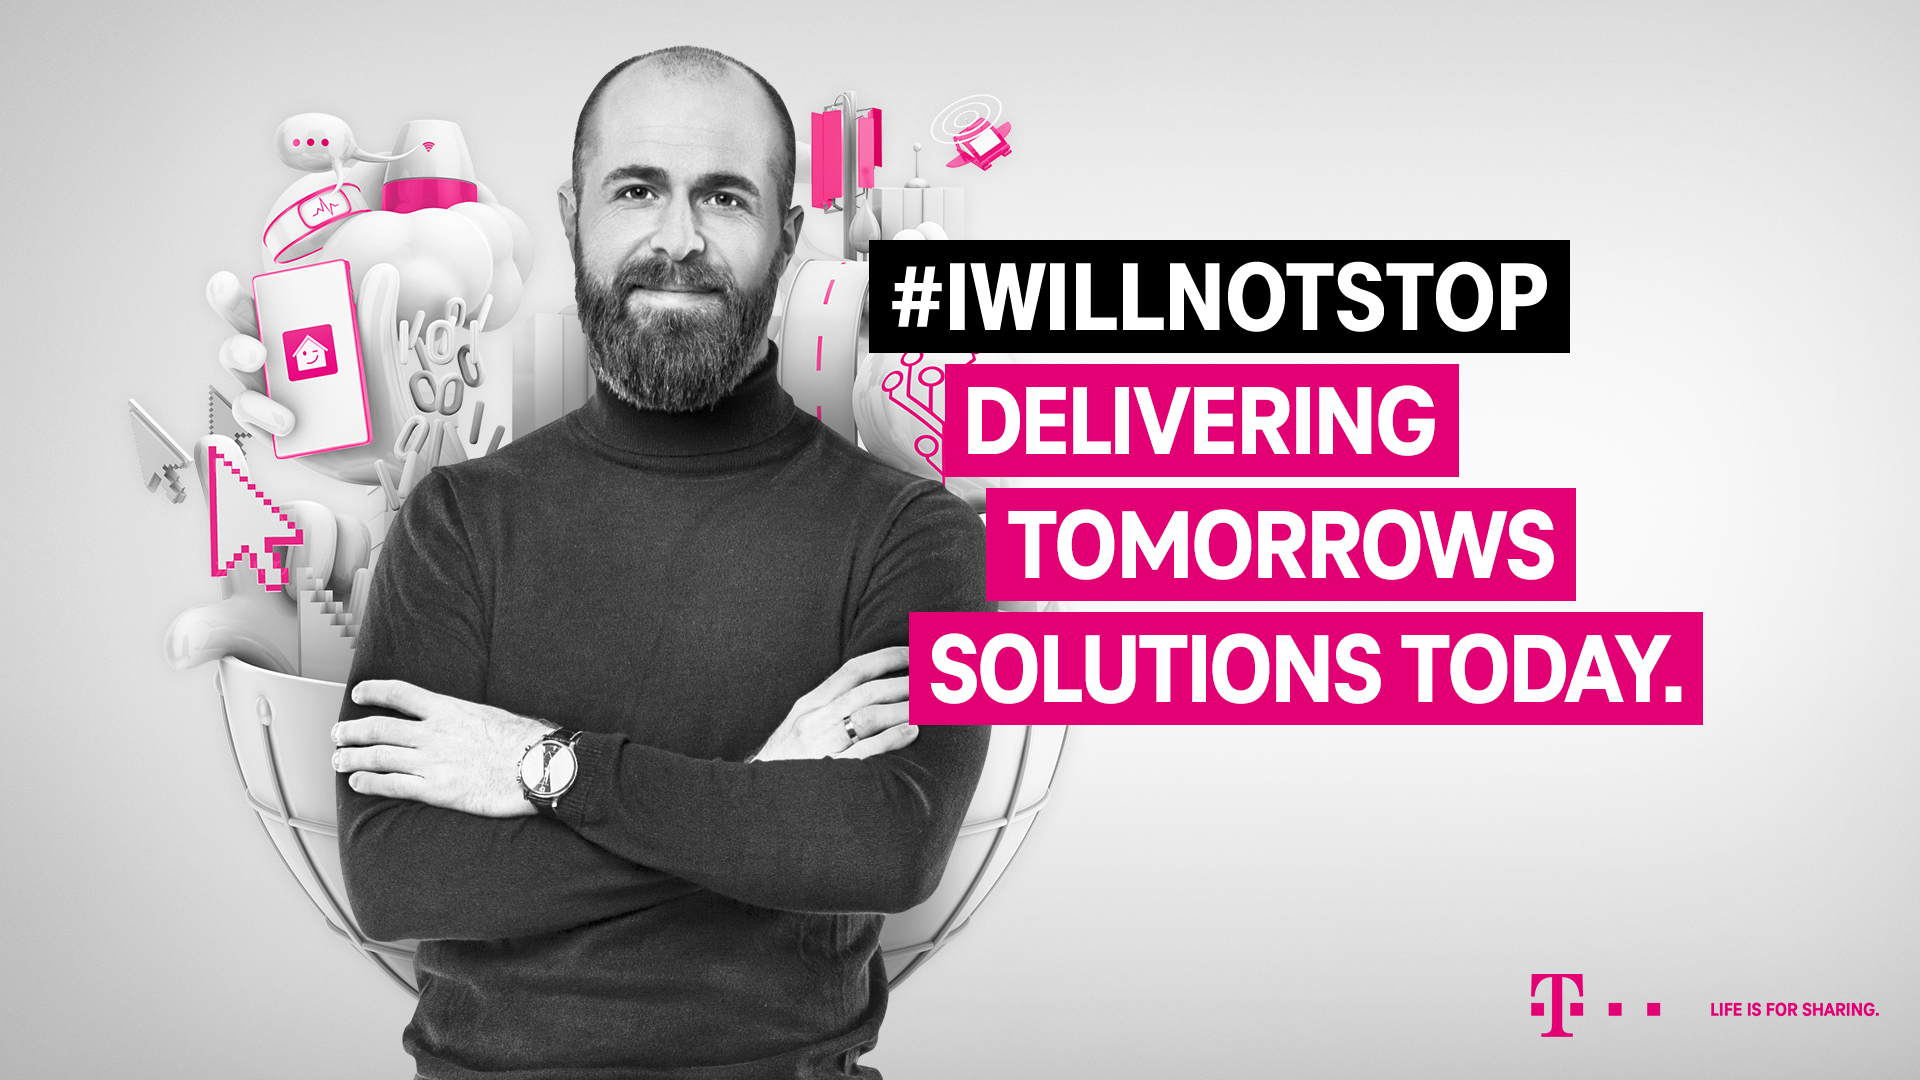 #IWILLNOTSTOP
DELIVERING
TOMORROWS
SOLUTIONS TODAY.
T
LIFE IS FOR SHARING.